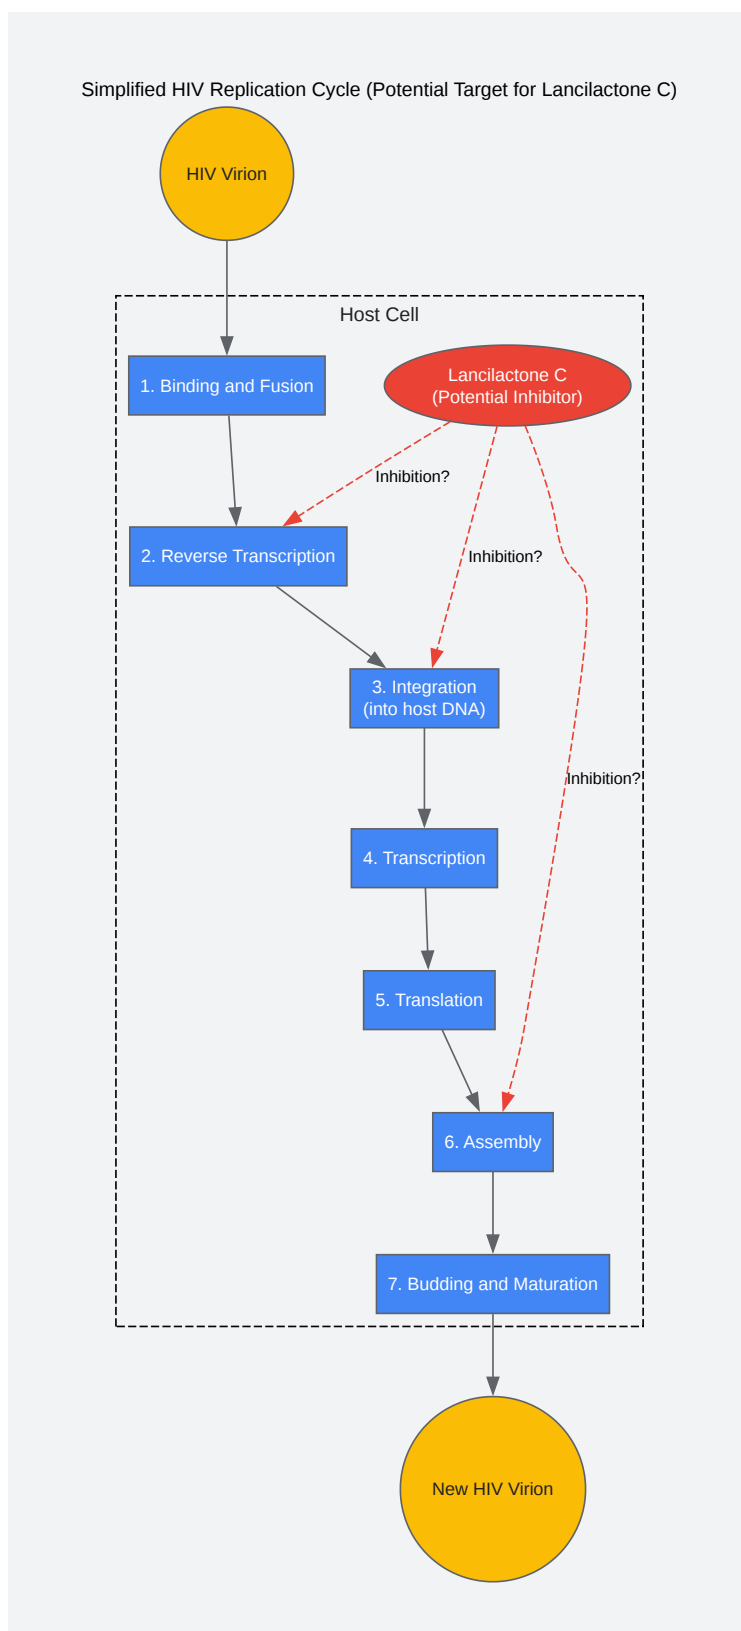 Simplified HIV Replication Cycle (Potential Target for Lancilactone C)
HIV Virion
Host Cell
1. Binding and Fusion
Lancilactone C
(Potential Inhibitor)
Inhibition?
2. Reverse Transcription
Inhibition?
3. Integration
(into host DNA)
Inhibition?
4. Transcription
5. Translation
6. Assembly
7. Budding and Maturation
New HIV Virion